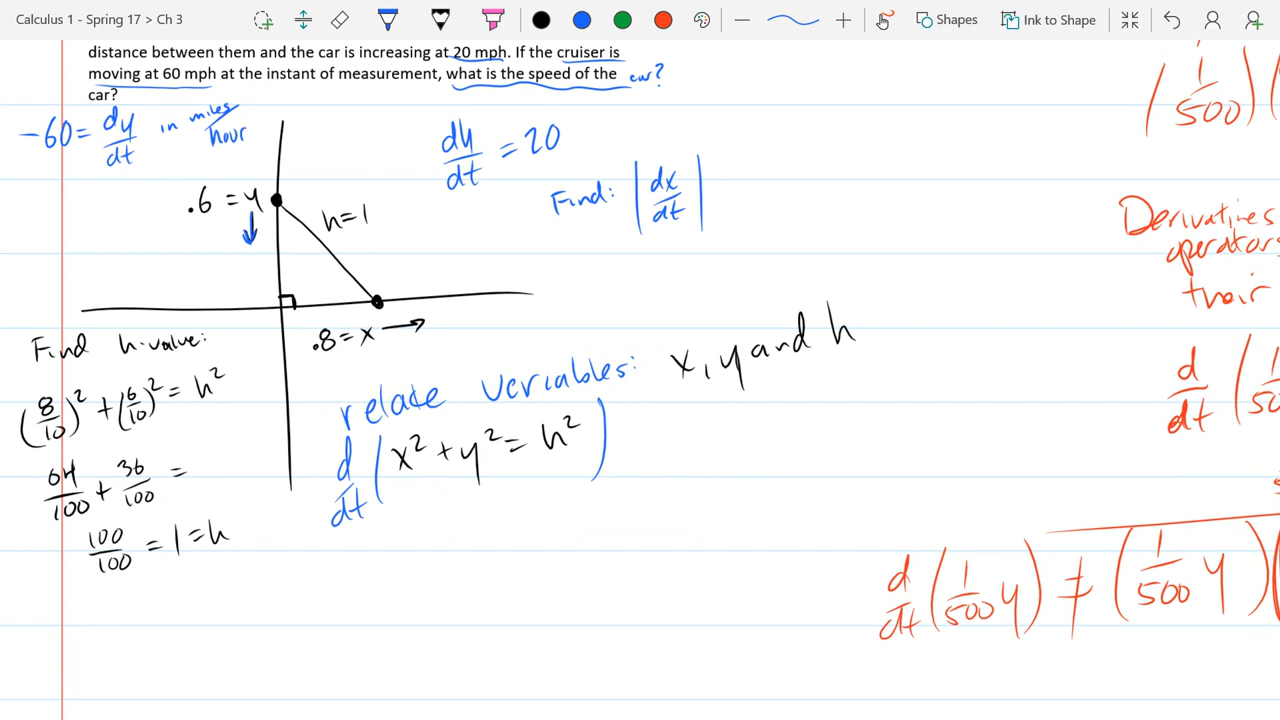 Calculus 1 - Spring 17 > Ch 3
Shapes
Ink to Shape
distance between them and the car is increasing at 20 mph. If the cruiser is
moving at 60 mph at the instant of measurement, what is the speed of the car?
car?
-60 = dy/dt in miles/hour
dh/dt = 20
Find: |dx/dt|
.6 = y
h=1
.8 = x
Find h-value:
(8/10)² + (6/10)² = h²
64/100 + 36/100 =
100/100 = 1 = h
relate variables: x, y and h
d/dt (x² + y² = h²)
(1/500)(
Derivatives
operators
their
d/dt (1/50
d/dt (1/500 y) ≠ (1/500 y)(